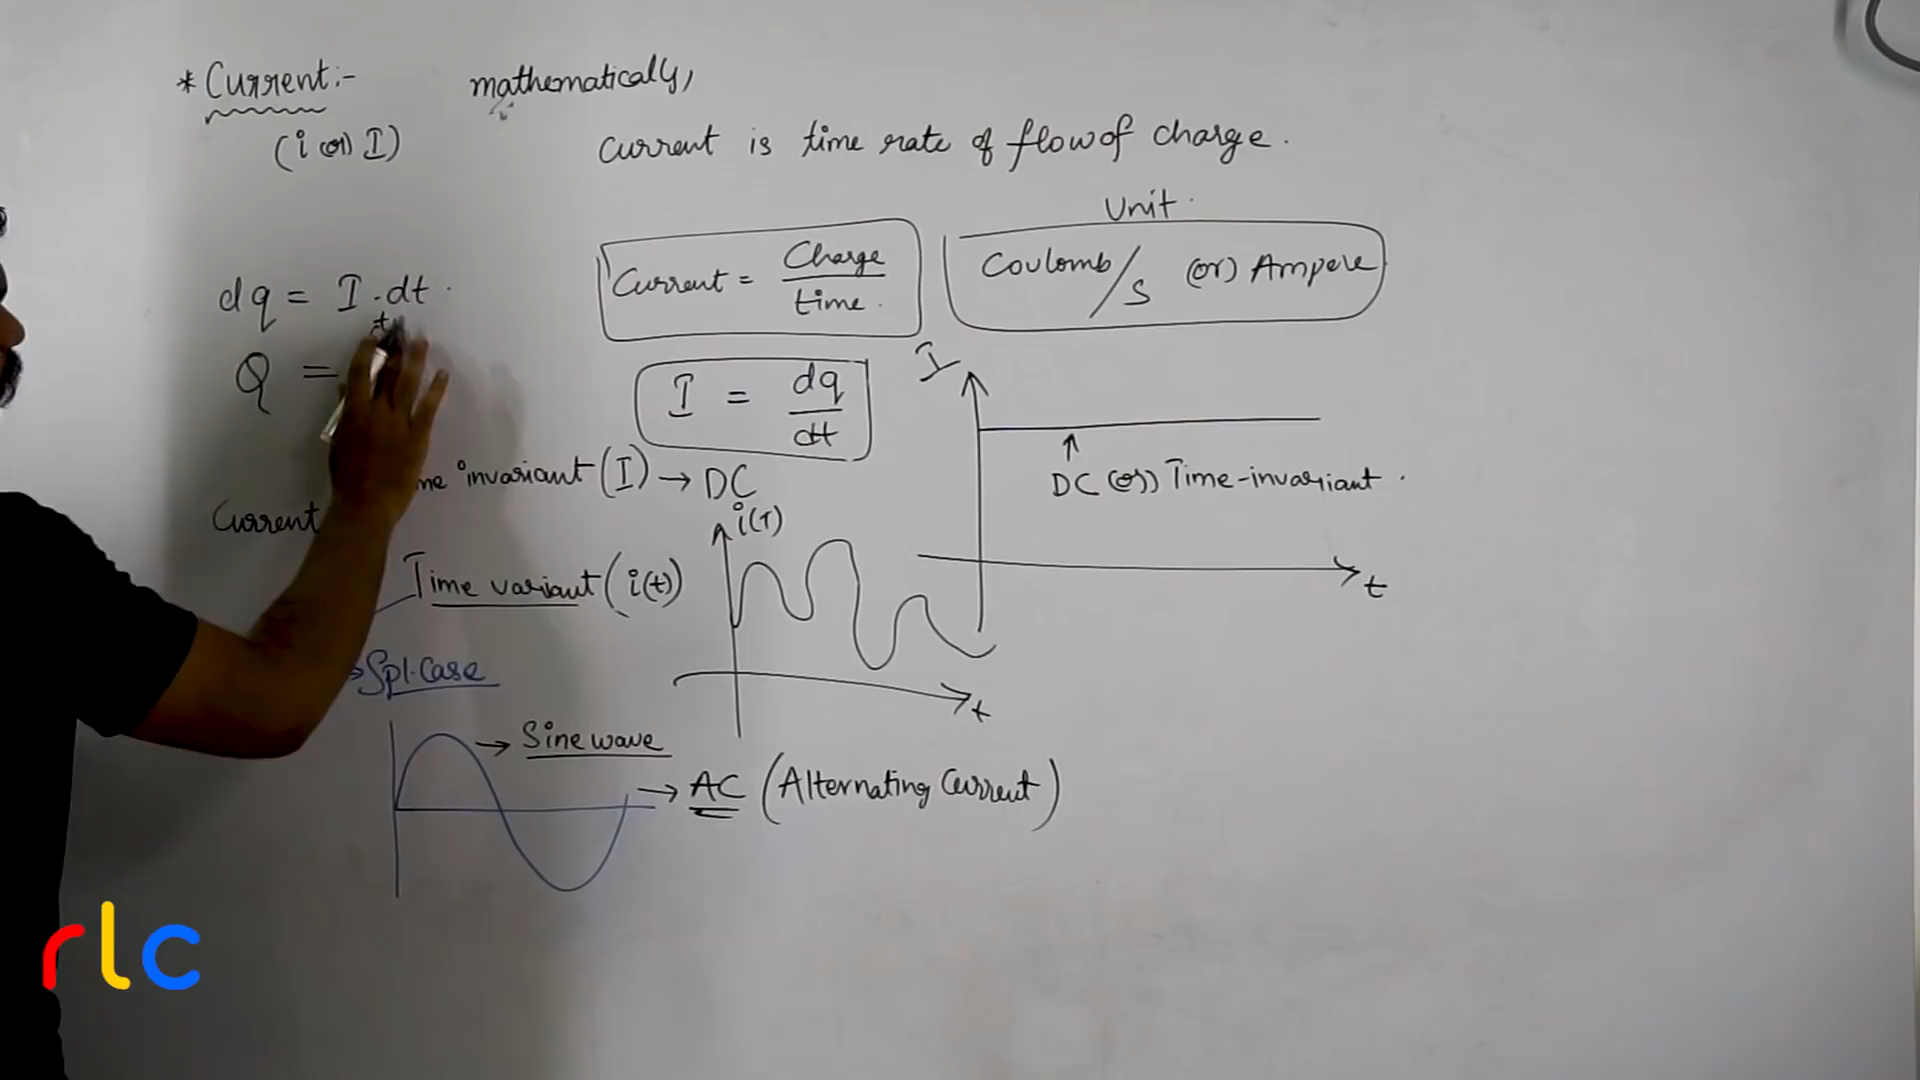 * Current:-
mathematically,
(i (or) I)
Current is time rate of flow of charge.
Unit.
dq = I.dt.
Current = Charge / time.
Coulomb/s (or) Ampere
Q =
I = dq / dt
I
invariant (I) → DC
DC (or) Time-invariant.
Current
i(t)
Time variant (i(t))
t
Spl.Case
t
→ Sine wave
→ AC (Alternating Current)
rlc